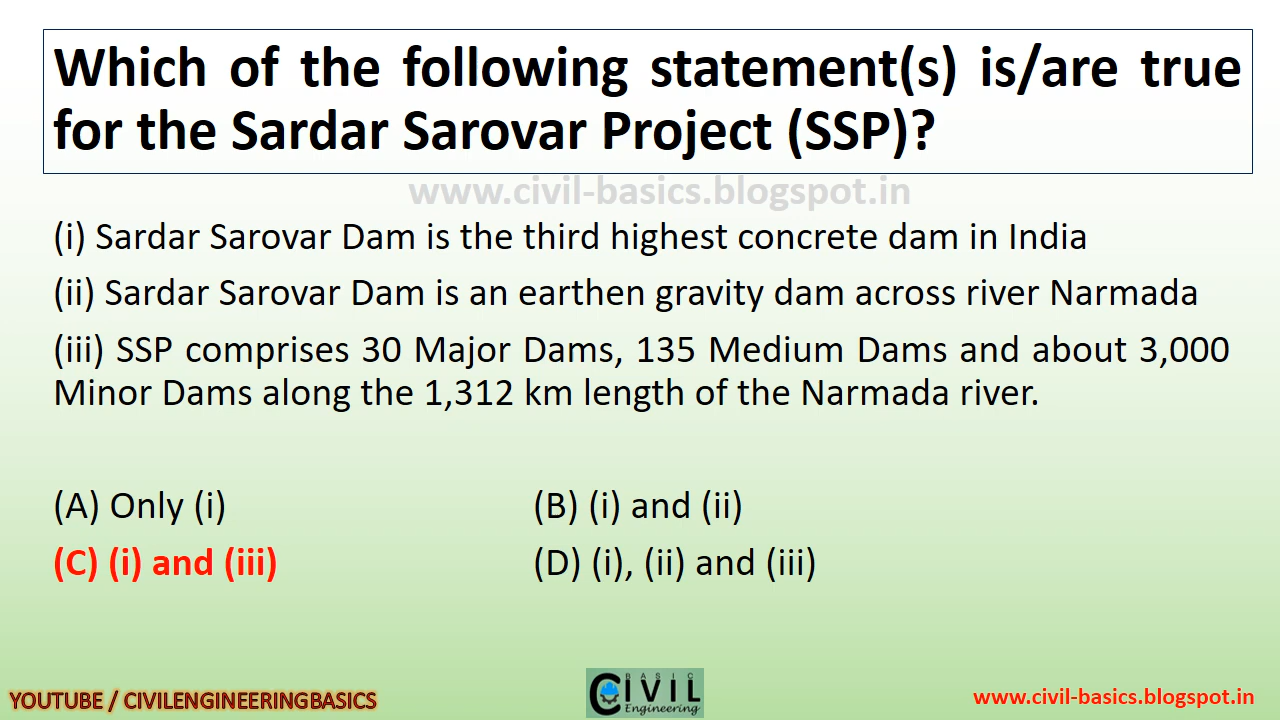 Which of the following statement(s) is/are true
for the Sardar Sarovar Project (SSP)?
www.civil-basics.blogspot.in
(i) Sardar Sarovar Dam is the third highest concrete dam in India
(ii) Sardar Sarovar Dam is an earthen gravity dam across river Narmada
(iii) SSP comprises 30 Major Dams, 135 Medium Dams and about 3,000
Minor Dams along the 1,312 km length of the Narmada river.
(A) Only (i)
(B) (i) and (ii)
(C) (i) and (iii)
(D) (i), (ii) and (iii)
YOUTUBE / CIVILENGINEERINGBASICS
BASIC
CIVIL
Engineering
www.civil-basics.blogspot.in